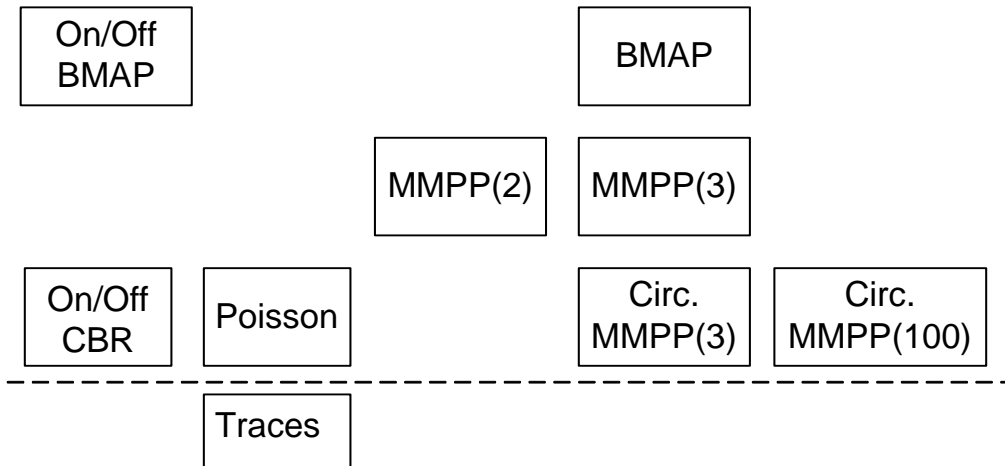 On/Off
BMAP
BMAP
MMPP(2)
MMPP(3)
On/Off
CBR
Poisson
Circ.
MMPP(3)
Circ.
MMPP(100)
Traces